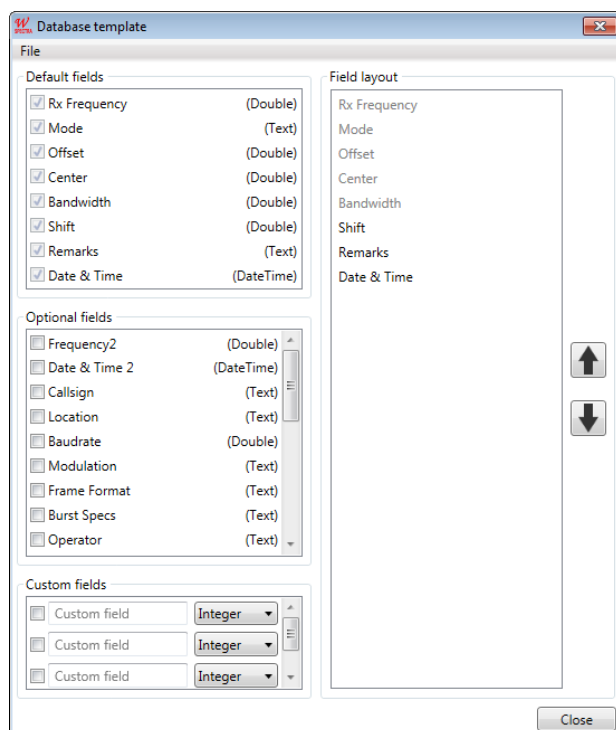 W SPECTRA Database template
File
Default fields
Rx Frequency (Double)
Mode (Text)
Offset (Double)
Center (Double)
Bandwidth (Double)
Shift (Double)
Remarks (Text)
Date & Time (DateTime)
Optional fields
Frequency2 (Double)
Date & Time 2 (DateTime)
Callsign (Text)
Location (Text)
Baudrate (Double)
Modulation (Text)
Frame Format (Text)
Burst Specs (Text)
Operator (Text)
Custom fields
Custom field Integer
Custom field Integer
Custom field Integer
Field layout
Rx Frequency
Mode
Offset
Center
Bandwidth
Shift
Remarks
Date & Time
Close